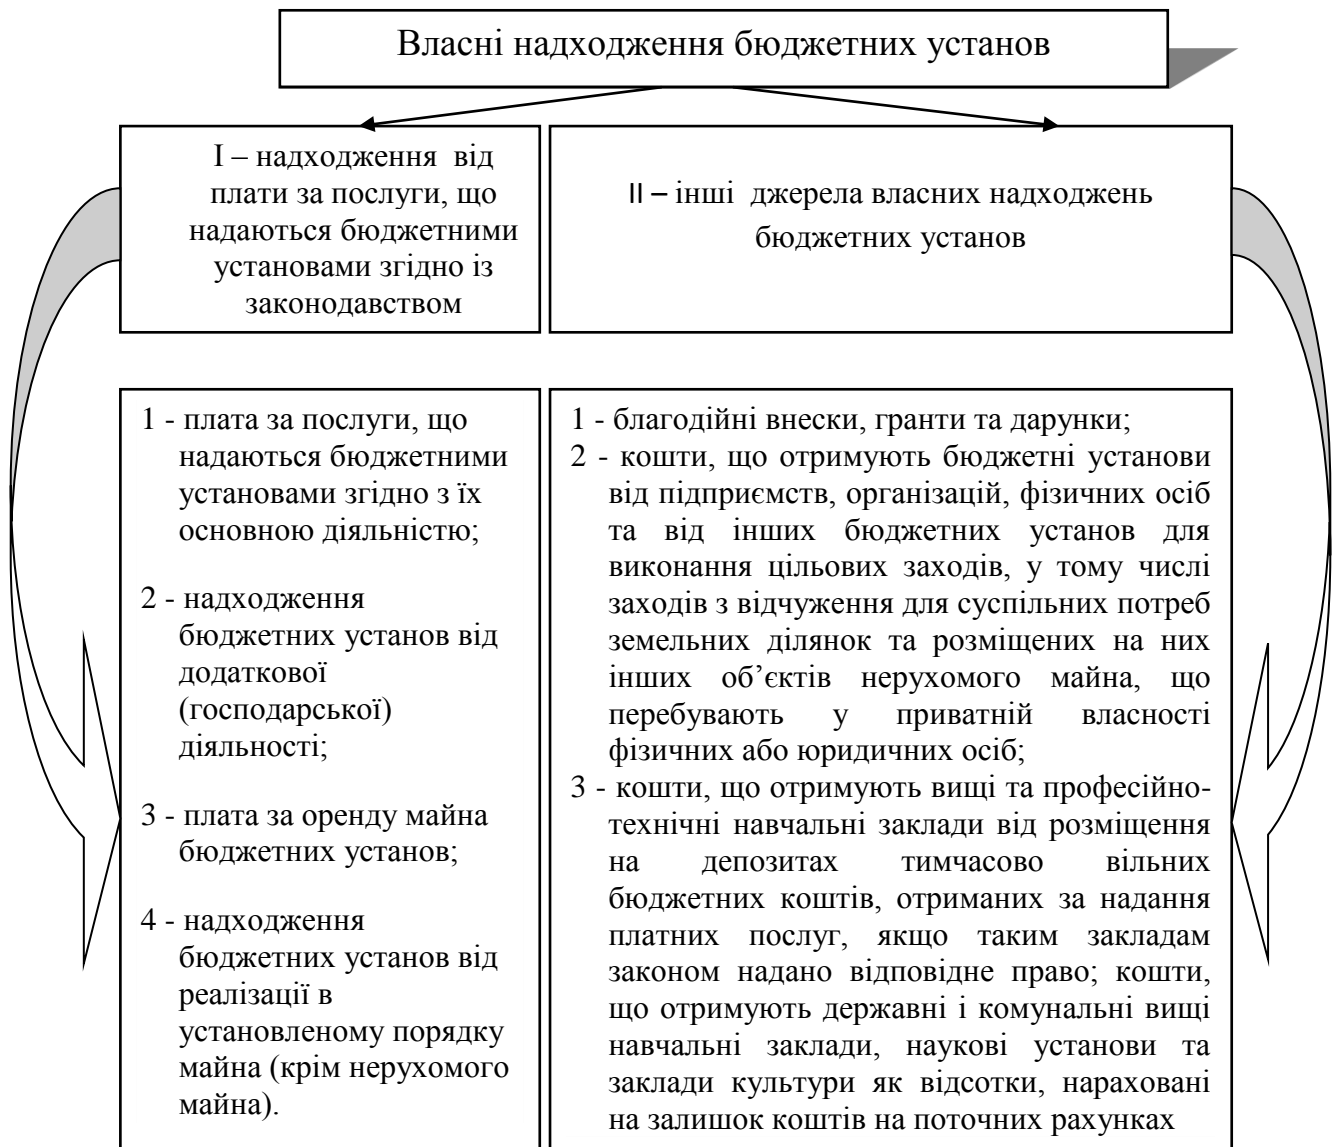 Власні надходження бюджетних установ
І – надходження від
плати за послуги, що
надаються бюджетними
установами згідно із
законодавством
ІІ – інші джерела власних надходжень
бюджетних установ
1 - плата за послуги, що
надаються бюджетними
установами згідно з їх
основною діяльністю;
2 - надходження
бюджетних установ від
додаткової
(господарської)
діяльності;
3 - плата за оренду майна
бюджетних установ;
4 - надходження
бюджетних установ від
реалізації в
установленому порядку
майна (крім нерухомого
майна).
1 - благодійні внески, гранти та дарунки;
2 - кошти, що отримують бюджетні установи
від підприємств, організацій, фізичних осіб
та від інших бюджетних установ для
виконання цільових заходів, у тому числі
заходів з відчуження для суспільних потреб
земельних ділянок та розміщених на них
інших об’єктів нерухомого майна, що
перебувають у приватній власності
фізичних або юридичних осіб;
3 - кошти, що отримують вищі та професійно-
технічні навчальні заклади від розміщення
на депозитах тимчасово вільних
бюджетних коштів, отриманих за надання
платних послуг, якщо таким закладам
законом надано відповідне право; кошти,
що отримують державні і комунальні вищі
навчальні заклади, наукові установи та
заклади культури як відсотки, нараховані
на залишок коштів на поточних рахунках